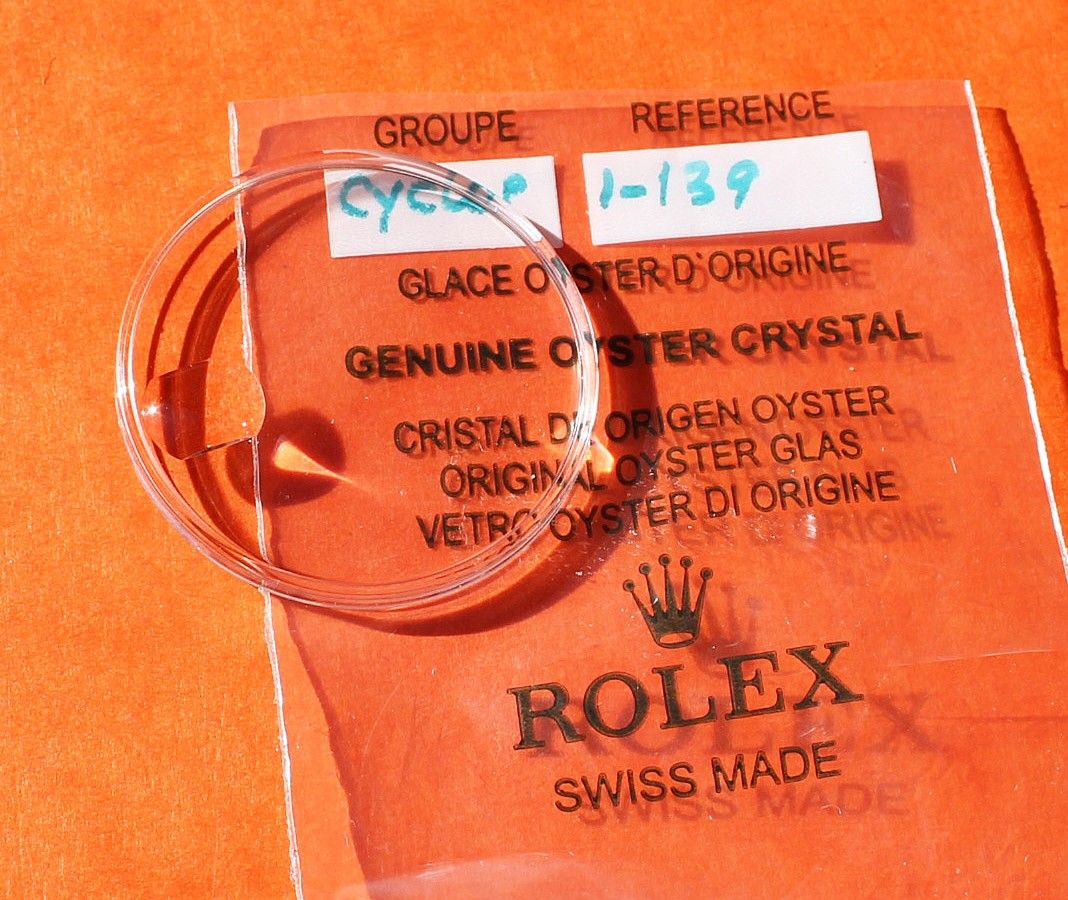 GROUPE REFERENCE
Cyclop 1-139
GLACE OYSTER D'ORIGINE
GENUINE OYSTER CRYSTAL
CRISTAL DE ORIGEN OYSTER
ORIGINAL OYSTER GLAS
VETRO OYSTER DI ORIGINE
ROLEX
SWISS MADE